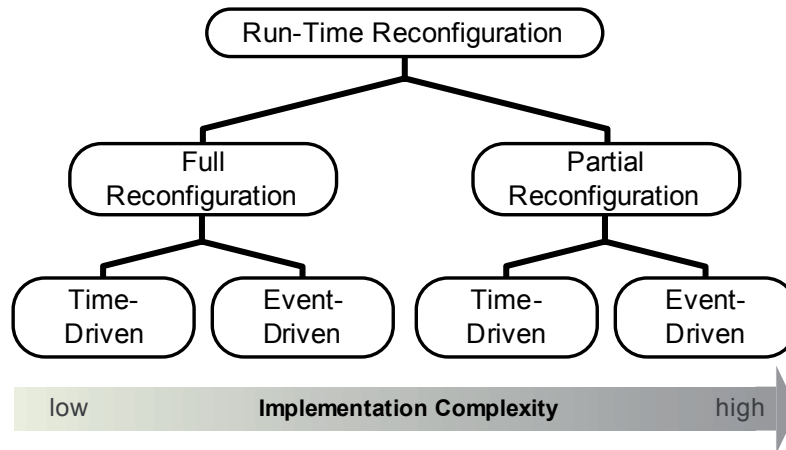 Run-Time Reconfiguration
Full
Reconfiguration
Partial
Reconfiguration
Time-
Driven
Event-
Driven
Time-
Driven
Event-
Driven
low
Implementation Complexity
high